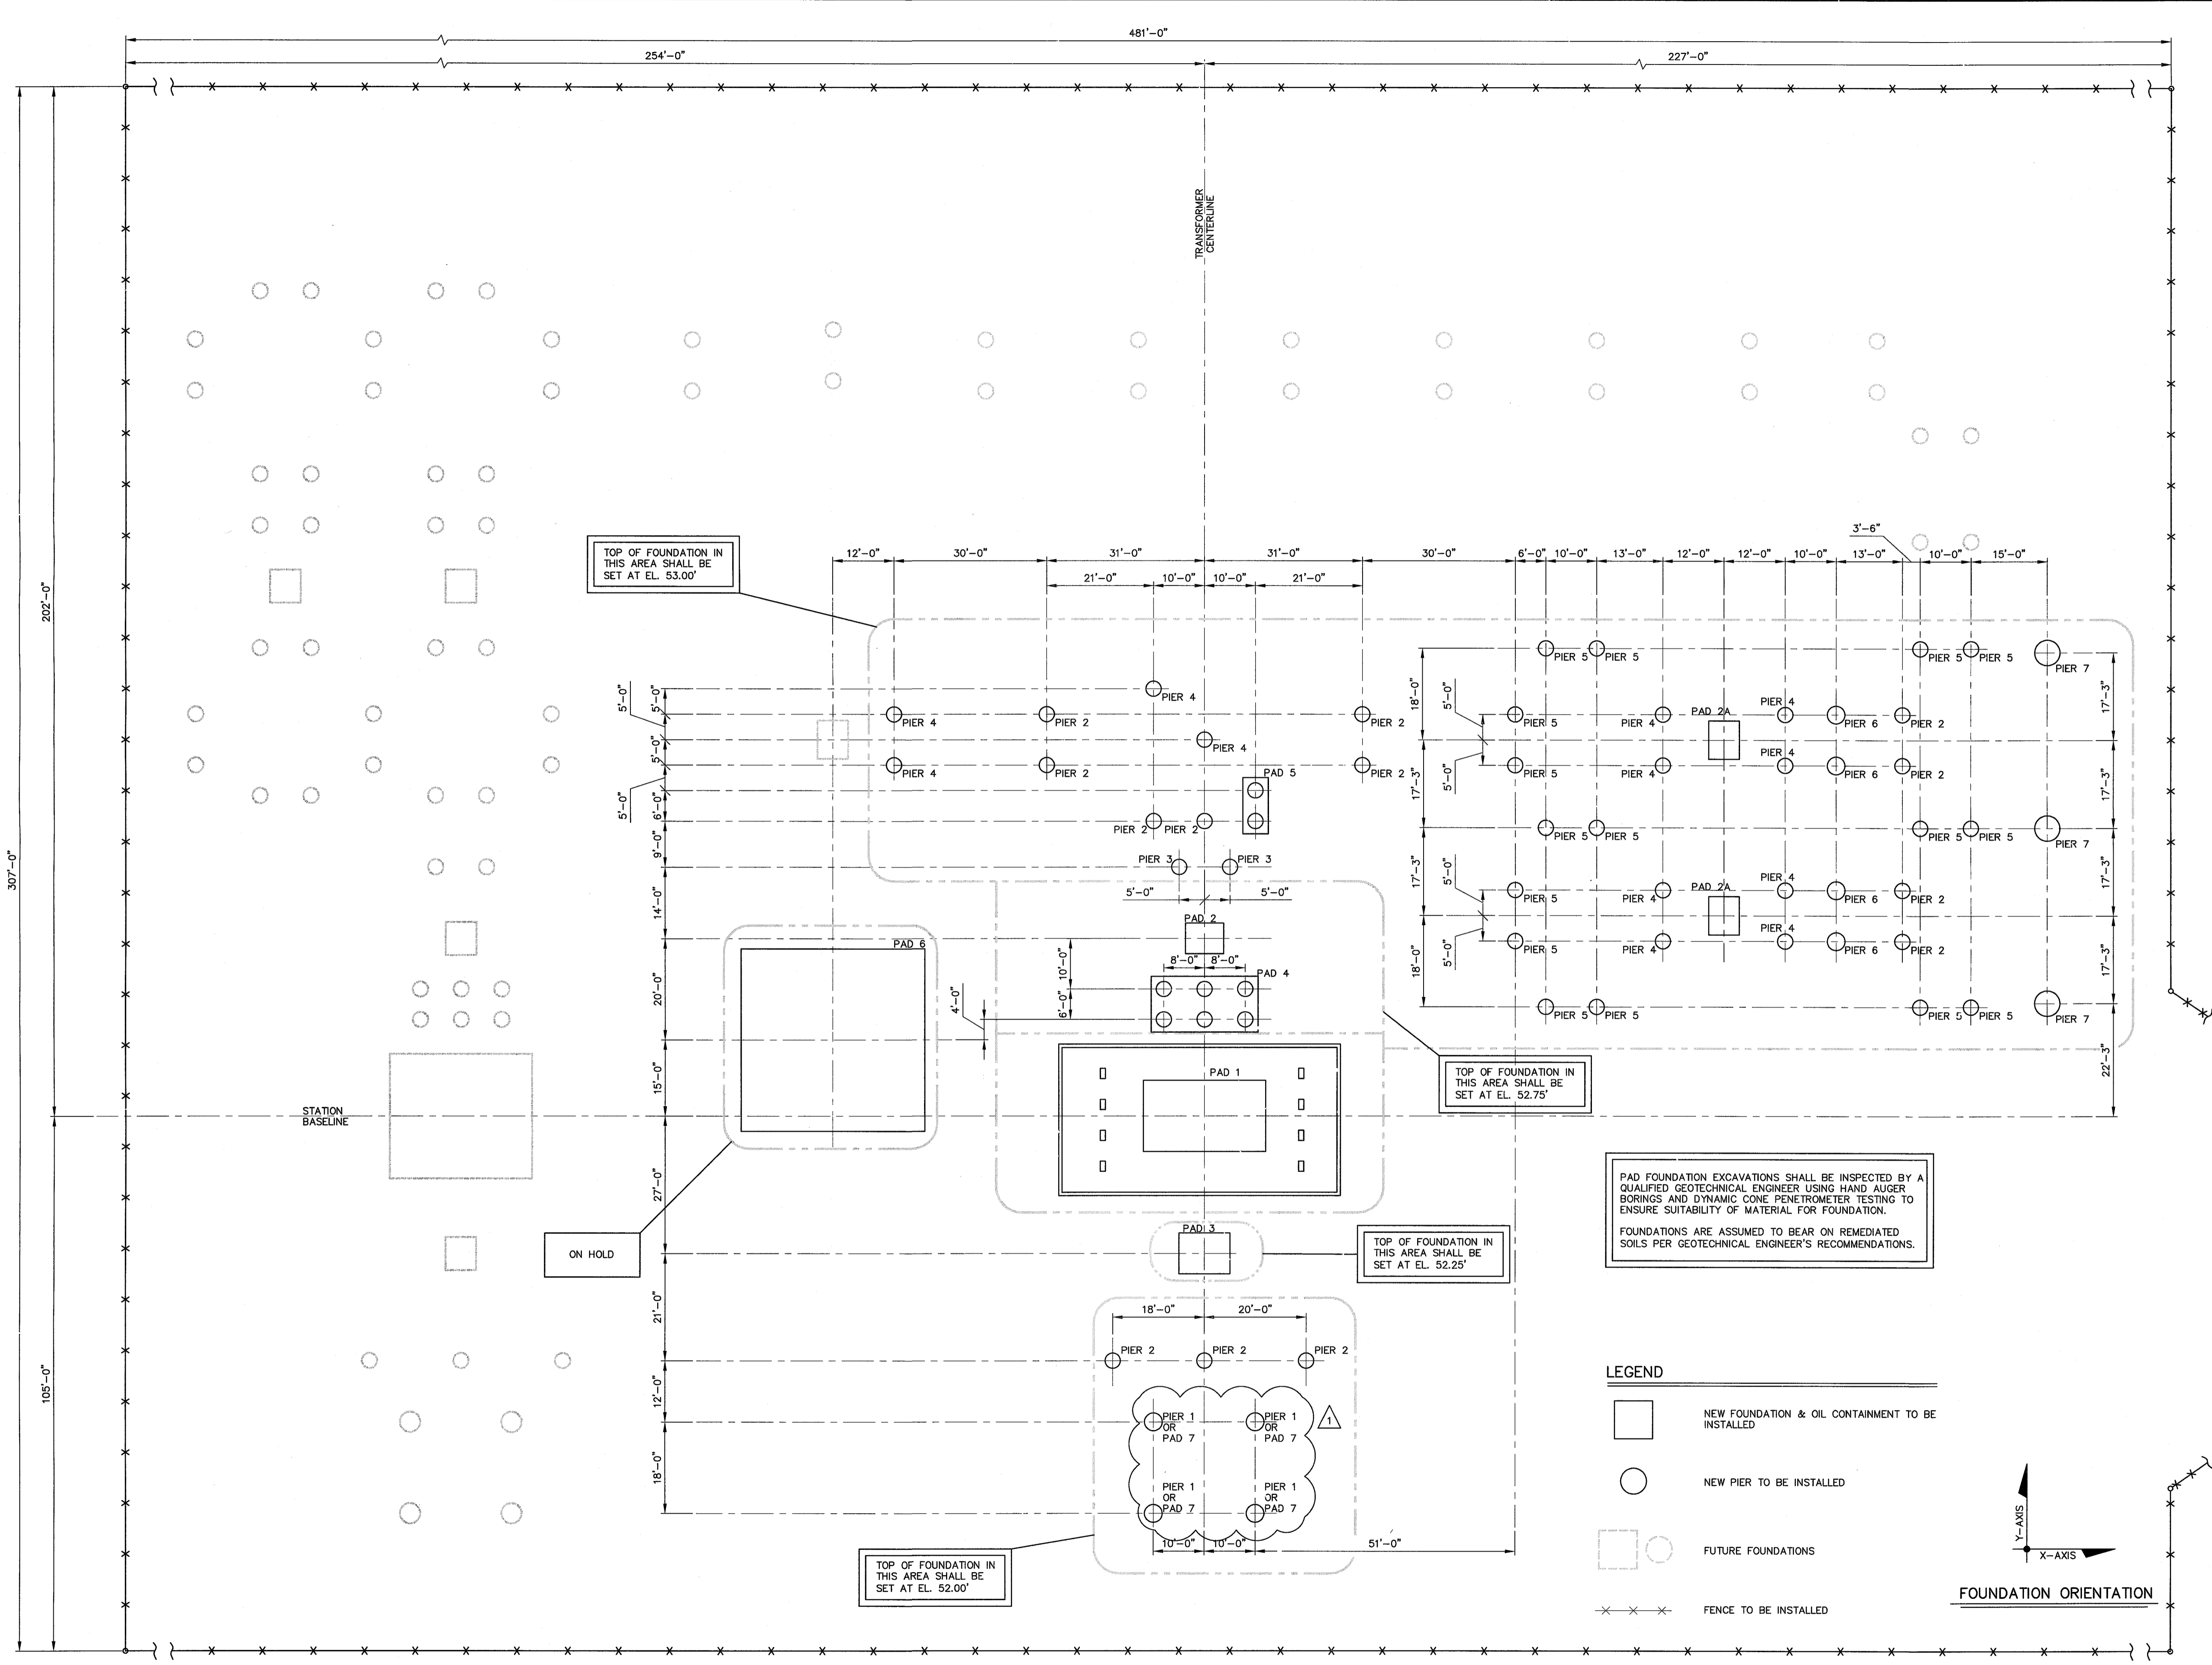 481'-0"
254'-0"
227'-0"
TRANSFORMER
CENTERLINE
202'-0"
307'-0"
105'-0"
TOP OF FOUNDATION IN
THIS AREA SHALL BE
SET AT EL. 53.00'
3'-6"
12'-0"
30'-0"
31'-0"
31'-0"
30'-0"
6'-0"
10'-0"
13'-0"
12'-0"
12'-0"
10'-0"
13'-0"
10'-0"
15'-0"
21'-0"
10'-0"
10'-0"
21'-0"
PIER 5
PIER 5
PIER 5
PIER 5
PIER 7
5'-0"
5'-0"
PIER 4
18'-0"
5'-0"
17'-3"
PIER 4
PIER 2
PIER 2
PIER 5
PIER 4
PAD 2A
PIER 4
PIER 6
PIER 2
5'-0"
PIER 4
PIER 4
PIER 2
PIER 2
PIER 5
PIER 4
PIER 4
PIER 6
PIER 2
5'-0"
5'-0"
6'-0"
PAD 5
17'-3"
17'-3"
PIER 2
PIER 2
PIER 5
PIER 5
PIER 5
PIER 5
PIER 7
9'-0"
PIER 3
PIER 3
5'-0"
5'-0"
14'-0"
17'-3"
5'-0"
17'-3"
PIER 5
PIER 4
PAD 2A
PIER 4
PIER 6
PIER 2
PAD 2
PAD 6
18'-0"
5'-0"
PIER 5
PIER 4
PIER 4
PIER 6
PIER 2
17'-3"
20'-0"
10'-0"
8'-0"
8'-0"
PAD 4
4'-0"
6'-0"
PIER 5
PIER 5
PIER 5
PIER 5
PIER 7
15'-0"
PAD 1
22'-3"
TOP OF FOUNDATION IN
THIS AREA SHALL BE
SET AT EL. 52.75'
STATION
BASELINE
27'-0"
PAD FOUNDATION EXCAVATIONS SHALL BE INSPECTED BY A
QUALIFIED GEOTECHNICAL ENGINEER USING HAND AUGER
BORINGS AND DYNAMIC CONE PENETROMETER TESTING TO
ENSURE SUITABILITY OF MATERIAL FOR FOUNDATION.
FOUNDATIONS ARE ASSUMED TO BEAR ON REMEDIATED
SOILS PER GEOTECHNICAL ENGINEER'S RECOMMENDATIONS.
ON HOLD
PAD 3
TOP OF FOUNDATION IN
THIS AREA SHALL BE
SET AT EL. 52.25'
21'-0"
18'-0"
20'-0"
PIER 2
PIER 2
PIER 2
12'-0"
PIER 1
OR
PAD 7
PIER 1
OR
PAD 7
1
18'-0"
PIER 1
OR
PAD 7
PIER 1
OR
PAD 7
10'-0"
10'-0"
51'-0"
TOP OF FOUNDATION IN
THIS AREA SHALL BE
SET AT EL. 52.00'
LEGEND
NEW FOUNDATION & OIL CONTAINMENT TO BE
INSTALLED
NEW PIER TO BE INSTALLED
FUTURE FOUNDATIONS
FENCE TO BE INSTALLED
Y-AXIS
X-AXIS
FOUNDATION ORIENTATION